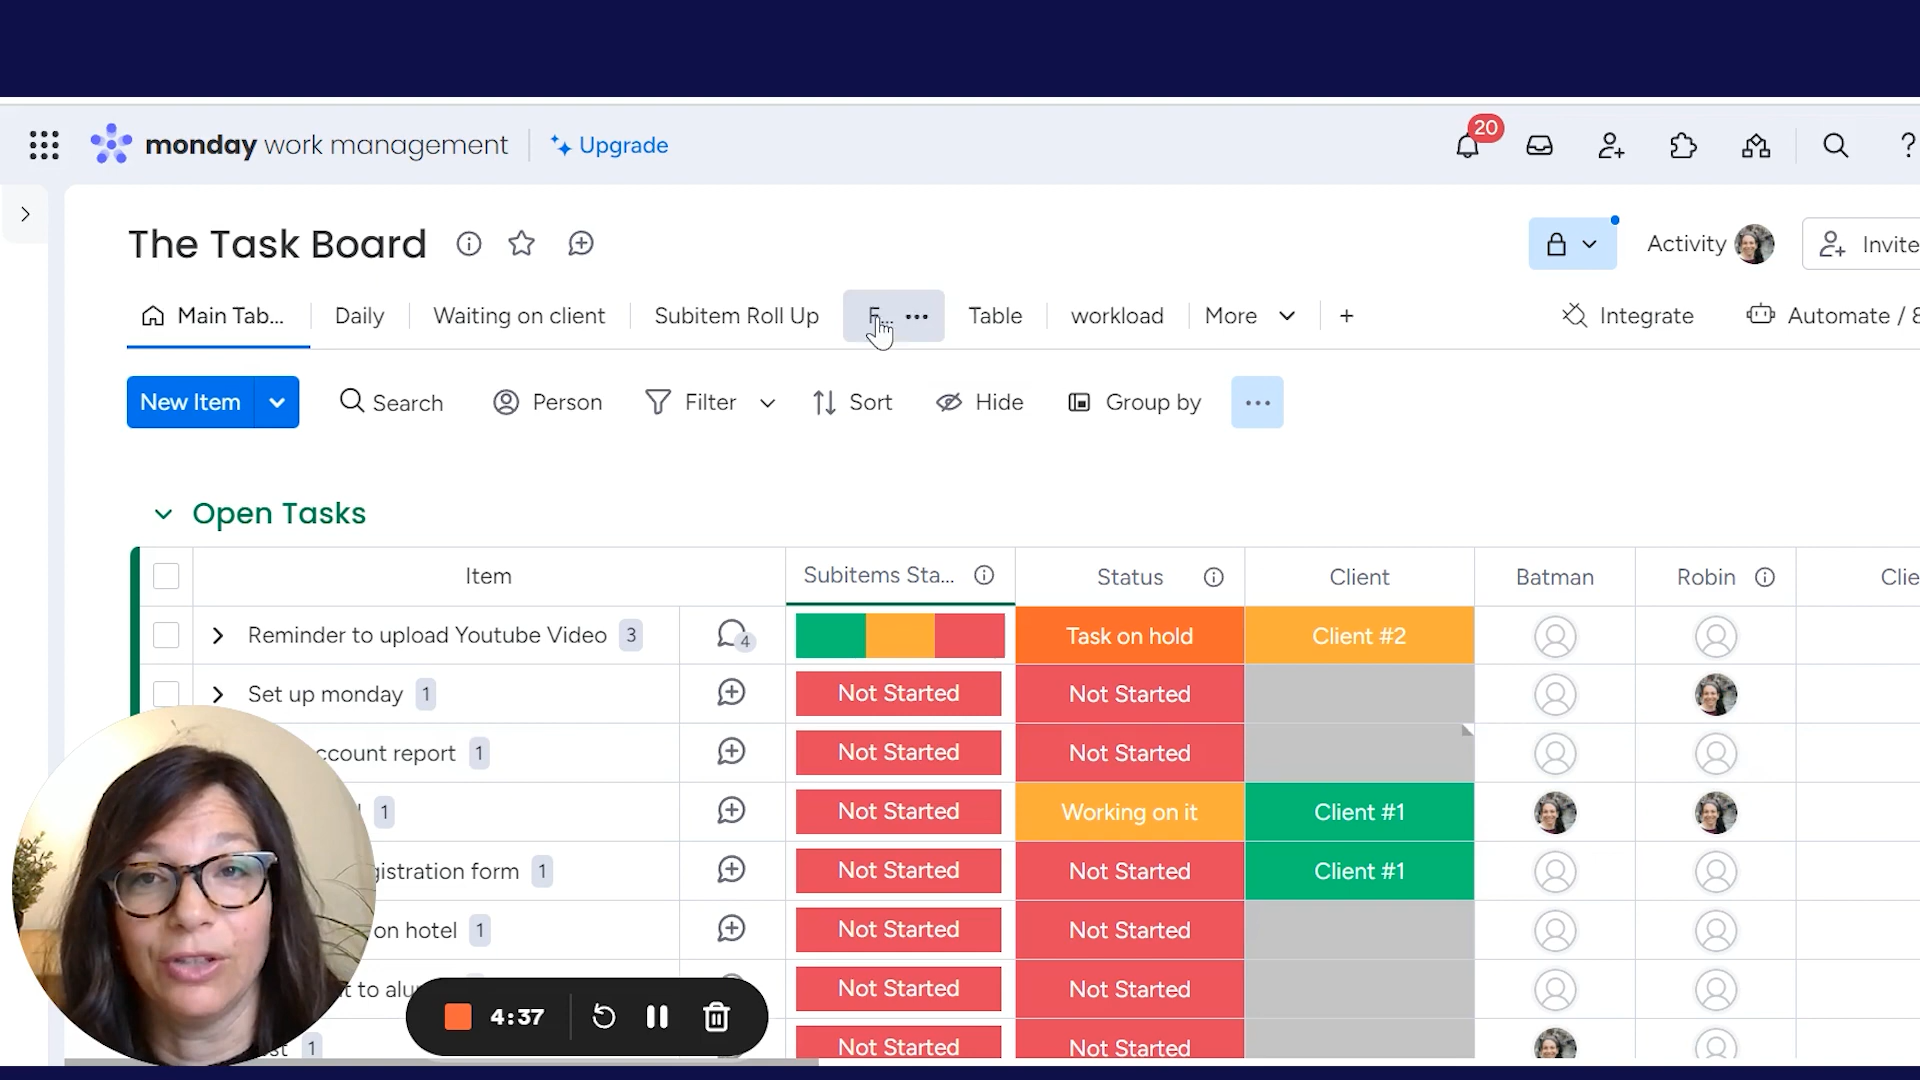 monday work management Upgrade 20 ?
The Task Board Activity Invite
Main Tab... Daily Waiting on client Subitem Roll Up F... Table workload More + Integrate Automate /
New Item Search Person Filter Sort Hide Group by
Open Tasks
Item Subitems Sta... Status Client Batman Robin Clie
Reminder to upload Youtube Video 3 4 Task on hold Client #2
Set up monday 1 Not Started Not Started
ccount report 1 Not Started Not Started
1 Not Started Working on it Client #1
gistration form 1 Not Started Not Started Client #1
on hotel 1 Not Started Not Started
t to alu Not Started Not Started
st 1 Not Started Not Started
4:37